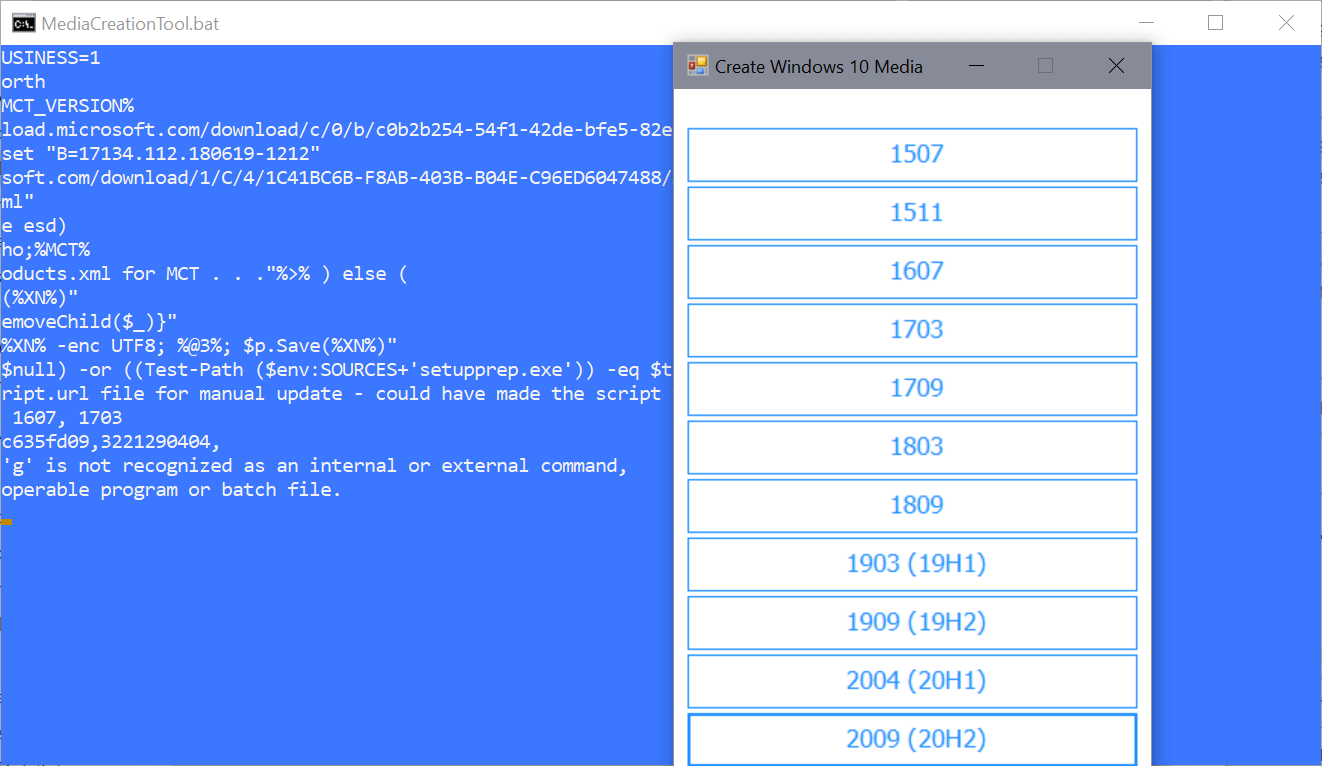 MediaCreationTool.bat
USINESS=1
orth
MCT_VERSION%
load.microsoft.com/download/c/0/b/c0b2b254-54f1-42de-bfe5-82e
set "B=17134.112.180619-1212"
soft.com/download/1/C/4/1C41BC6B-F8AB-403B-B04E-C96ED6047488/
ml"
e esd)
ho;%MCT%
oducts.xml for MCT . . ."%>% ) else (
(%XN%)"
emoveChild($_)}"
%XN% -enc UTF8; %@3%; $p.Save(%XN%)"
$null) -or ((Test-Path ($env:SOURCES+'setupprep.exe')) -eq $t
ript.url file for manual update - could have made the script
1607, 1703
c635fd09,3221290404,
'g' is not recognized as an internal or external command,
operable program or batch file.
Create Windows 10 Media
1507
1511
1607
1703
1709
1803
1809
1903 (19H1)
1909 (19H2)
2004 (20H1)
2009 (20H2)